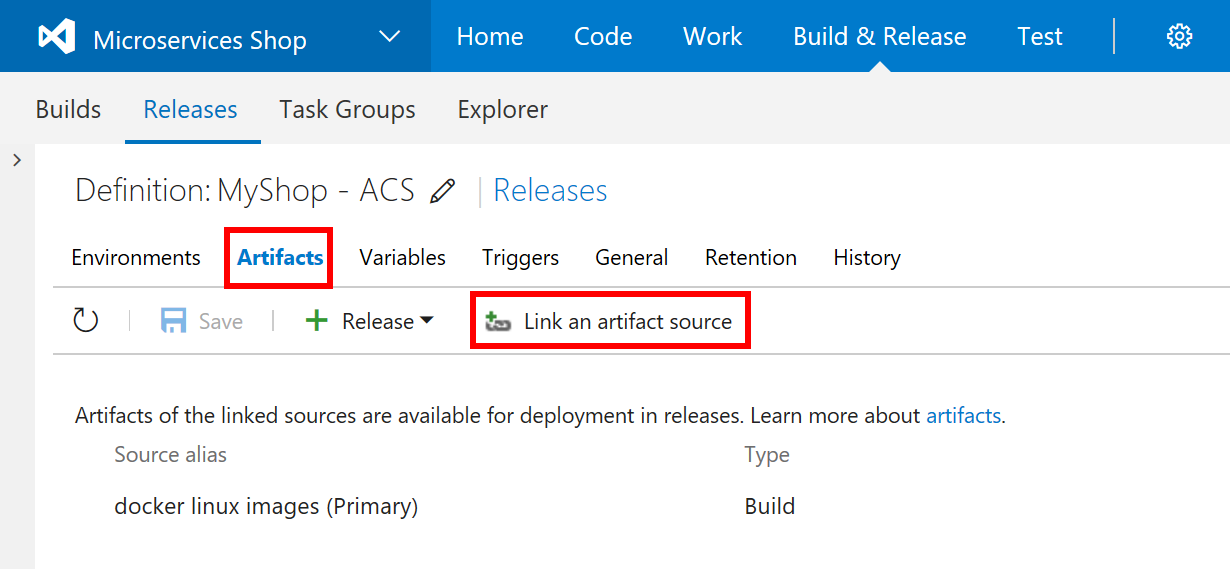 Microservices Shop Home Code Work Build & Release Test
Builds Releases Task Groups Explorer
Definition: MyShop - ACS | Releases
Environments Artifacts Variables Triggers General Retention History
Save Release Link an artifact source
Artifacts of the linked sources are available for deployment in releases. Learn more about artifacts.
Source alias Type
docker linux images (Primary) Build